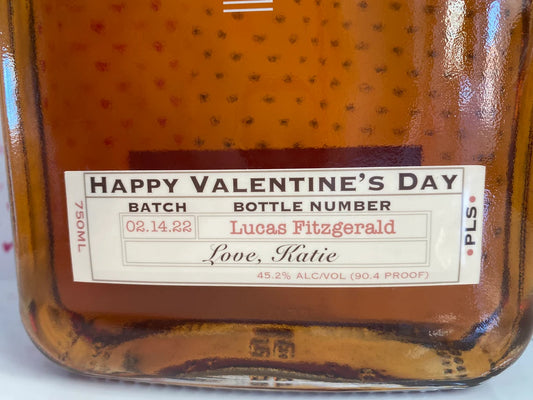 HAPPY VALENTINE'S DAY
BATCH BOTTLE NUMBER
02.14.22 Lucas Fitzgerald
Love, Katie
45.2% ALC/VOL (90.4 PROOF)
750ML
•PLS•